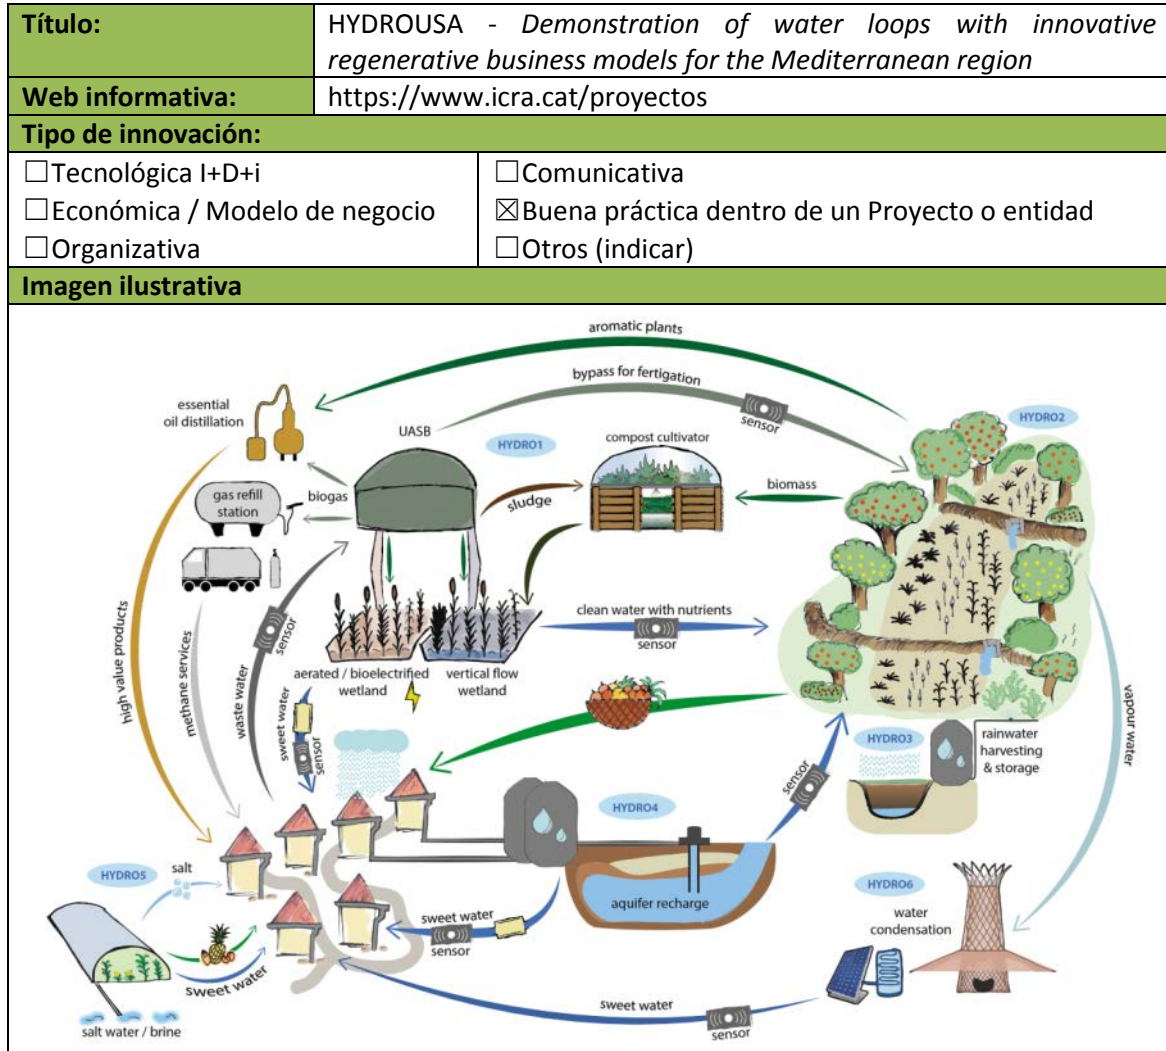 Título:
HYDROUSA - Demonstration of water loops with innovative
regenerative business models for the Mediterranean region
Web informativa:
https://www.icra.cat/proyectos
Tipo de innovación:
☐Tecnológica I+D+i
☐Económica / Modelo de negocio
☐Organizativa
☐Comunicativa
☒Buena práctica dentro de un Proyecto o entidad
☐Otros (indicar)
Imagen ilustrativa
aromatic plants
bypass for fertigation
sensor
essential
oil distillation
UASB
HYDRO1
compost cultivator
HYDRO2
gas refill
station
biogas
sludge
biomass
high value products
methane services
waste water
sensor
clean water with nutrients
sensor
aerated / bioelectrified
wetland
vertical flow
wetland
sweet water
sensor
vapour water
HYDRO3
rainwater
harvesting
& storage
sensor
HYDRO4
aquifer recharge
HYDRO5
salt
sweet water
salt water / brine
sweet water
sensor
HYDRO6
water
condensation
sweet water
sensor